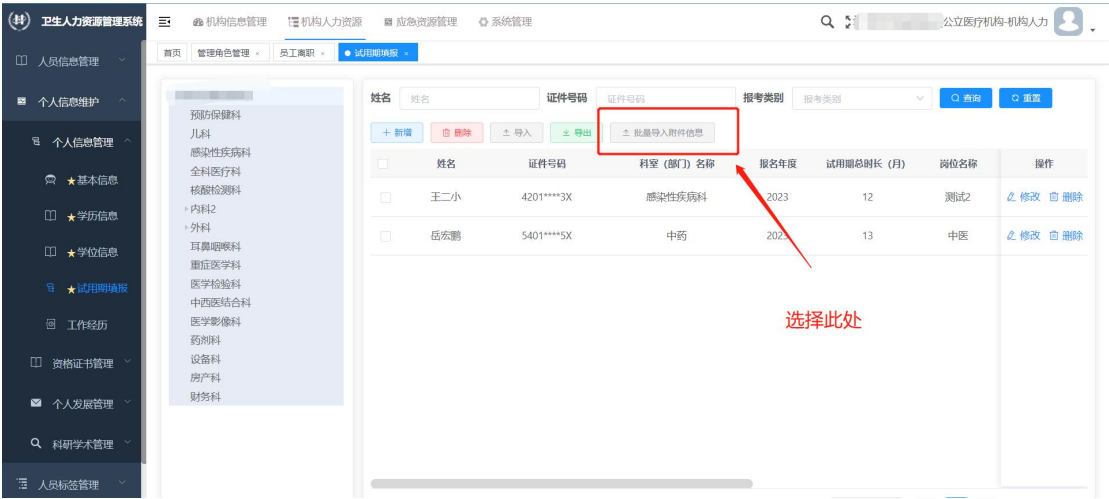 卫生人力资源管理系统
机构信息管理 机构人力资源 应急资源管理 系统管理
公立医疗机构-机构人力
首页 管理角色管理 × 员工离职 × 试用期填报 ×
人员信息管理
个人信息维护
个人信息管理
★基本信息
★学历信息
★学位信息
★试用期填报
工作经历
资格证书管理
个人发展管理
科研学术管理
人员标签管理
预防保健科
儿科
感染性疾病科
全科医疗科
核酸检测科
内科2
外科
耳鼻咽喉科
重症医学科
医学检验科
中西医结合科
医学影像科
药剂科
设备科
房产科
财务科
姓名 姓名 证件号码 证件号码 报考类别 报考类别 查询 重置
+ 新增 删除 导入 导出 批量导入附件信息
姓名 证件号码 科室（部门）名称 报名年度 试用期总时长（月） 岗位名称 操作
王二小 4201****3X 感染性疾病科 2023 12 测试2 修改 删除
岳宏鹏 5401****5X 中药 2023 13 中医 修改 删除
选择此处